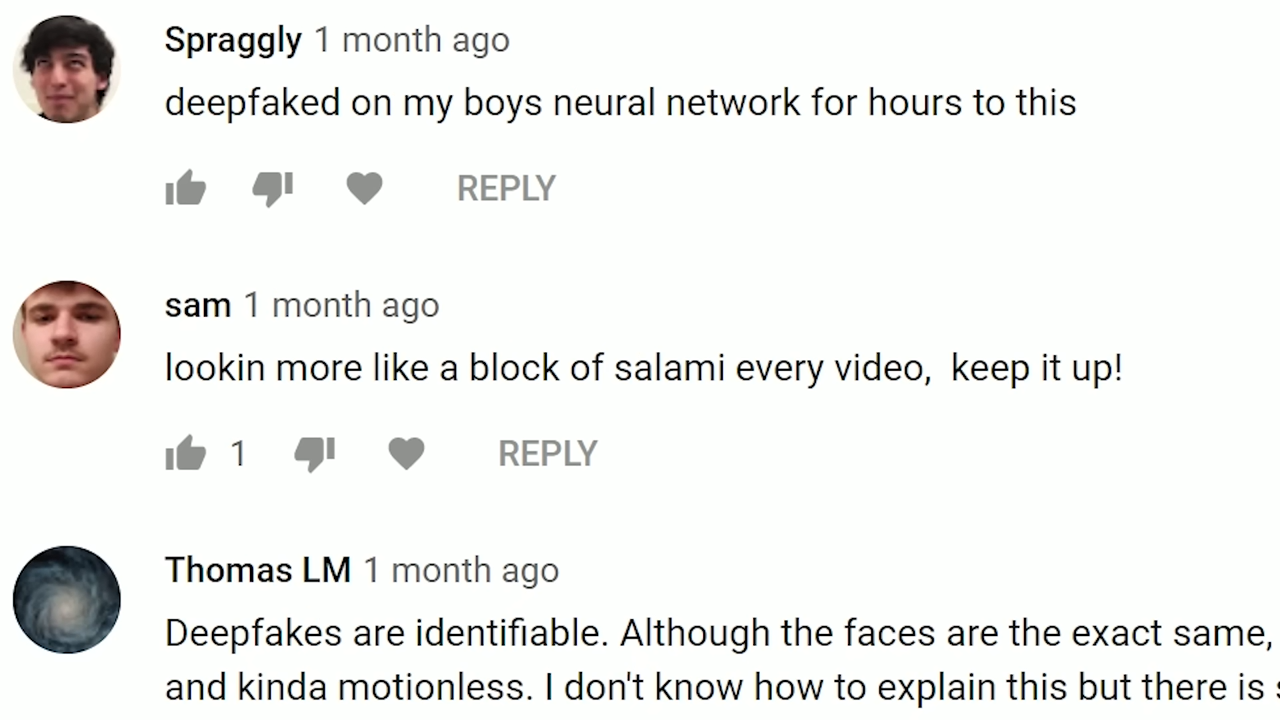 Spraggly 1 month ago
deepfaked on my boys neural network for hours to this
REPLY
sam 1 month ago
lookin more like a block of salami every video,  keep it up!
1 REPLY
Thomas LM 1 month ago
Deepfakes are identifiable. Although the faces are the exact same,
and kinda motionless. I don't know how to explain this but there is